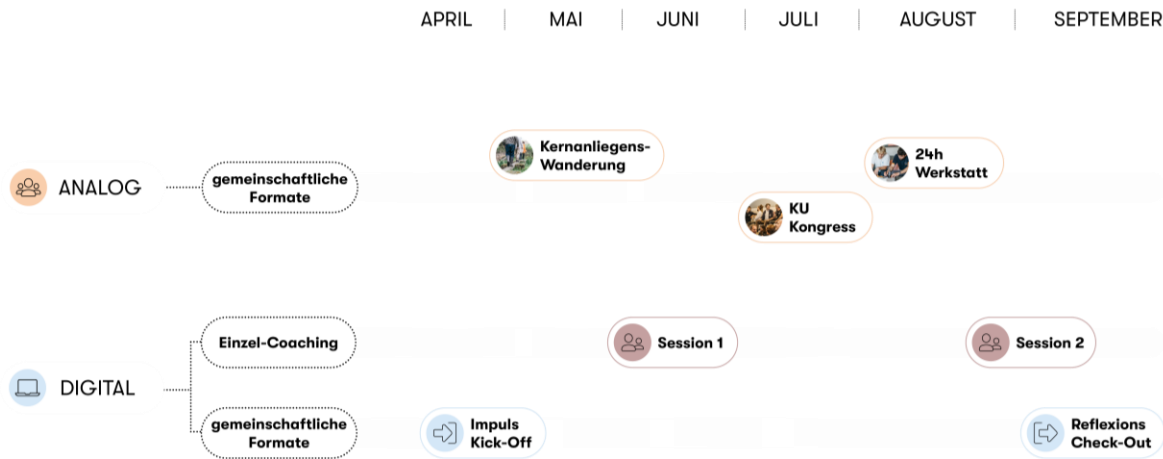 APRIL | MAI | JUNI | JULI | AUGUST | SEPTEMBER
Kernanliegens-
Wanderung
24h
Werkstatt
ANALOG
gemeinschaftliche
Formate
KU
Kongress
Einzel-Coaching
Session 1
Session 2
DIGITAL
gemeinschaftliche
Formate
Impuls
Kick-Off
Reflexions
Check-Out